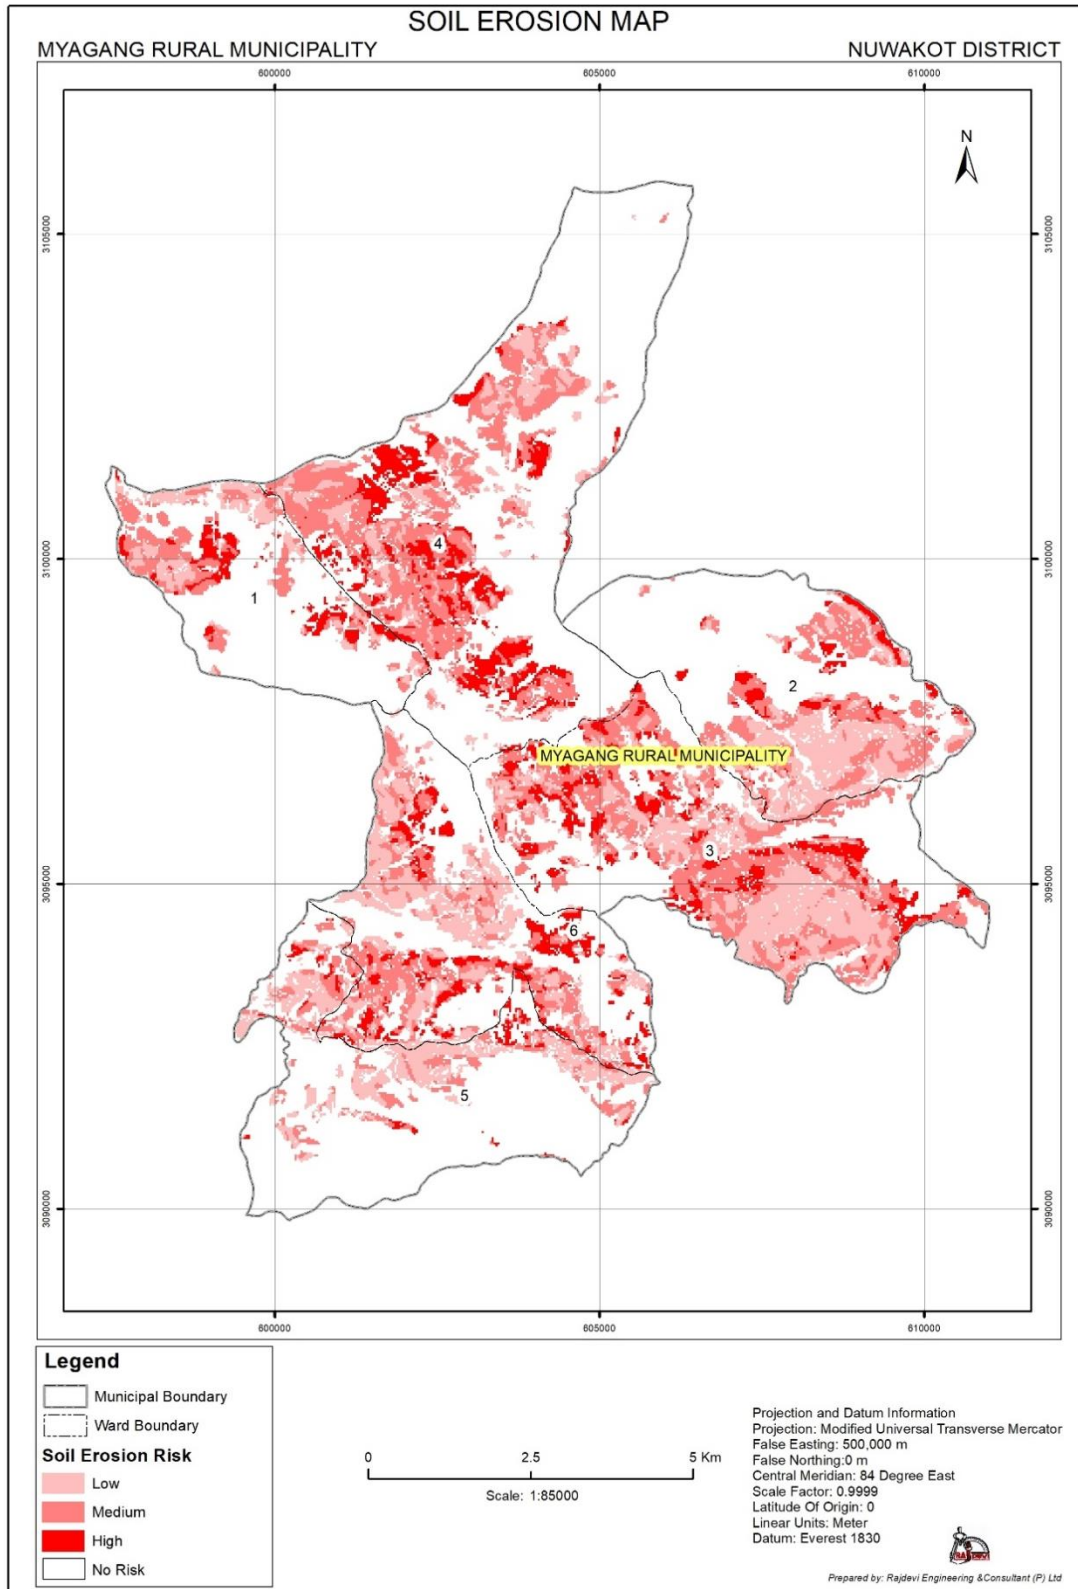 SOIL EROSION MAP
MYAGANG RURAL MUNICIPALITY
NUWAKOT DISTRICT
600000
605000
610000
N
3105000
3105000
4
3100000
3100000
1
2
MYAGANG RURAL MUNICIPALITY
3
3095000
3095000
6
5
3090000
3090000
600000
605000
610000
Legend
Municipal Boundary
Ward Boundary
Soil Erosion Risk
Low
Medium
High
No Risk
0
2.5
5 Km
Scale: 1:85000
Projection and Datum Information
Projection: Modified Universal Transverse Mercator
False Easting: 500,000 m
False Northing:0 m
Central Meridian: 84 Degree East
Scale Factor: 0.9999
Latitude Of Origin: 0
Linear Units: Meter
Datum: Everest 1830
Prepared by: Rajdevi Engineering &Consultant (P) Ltd